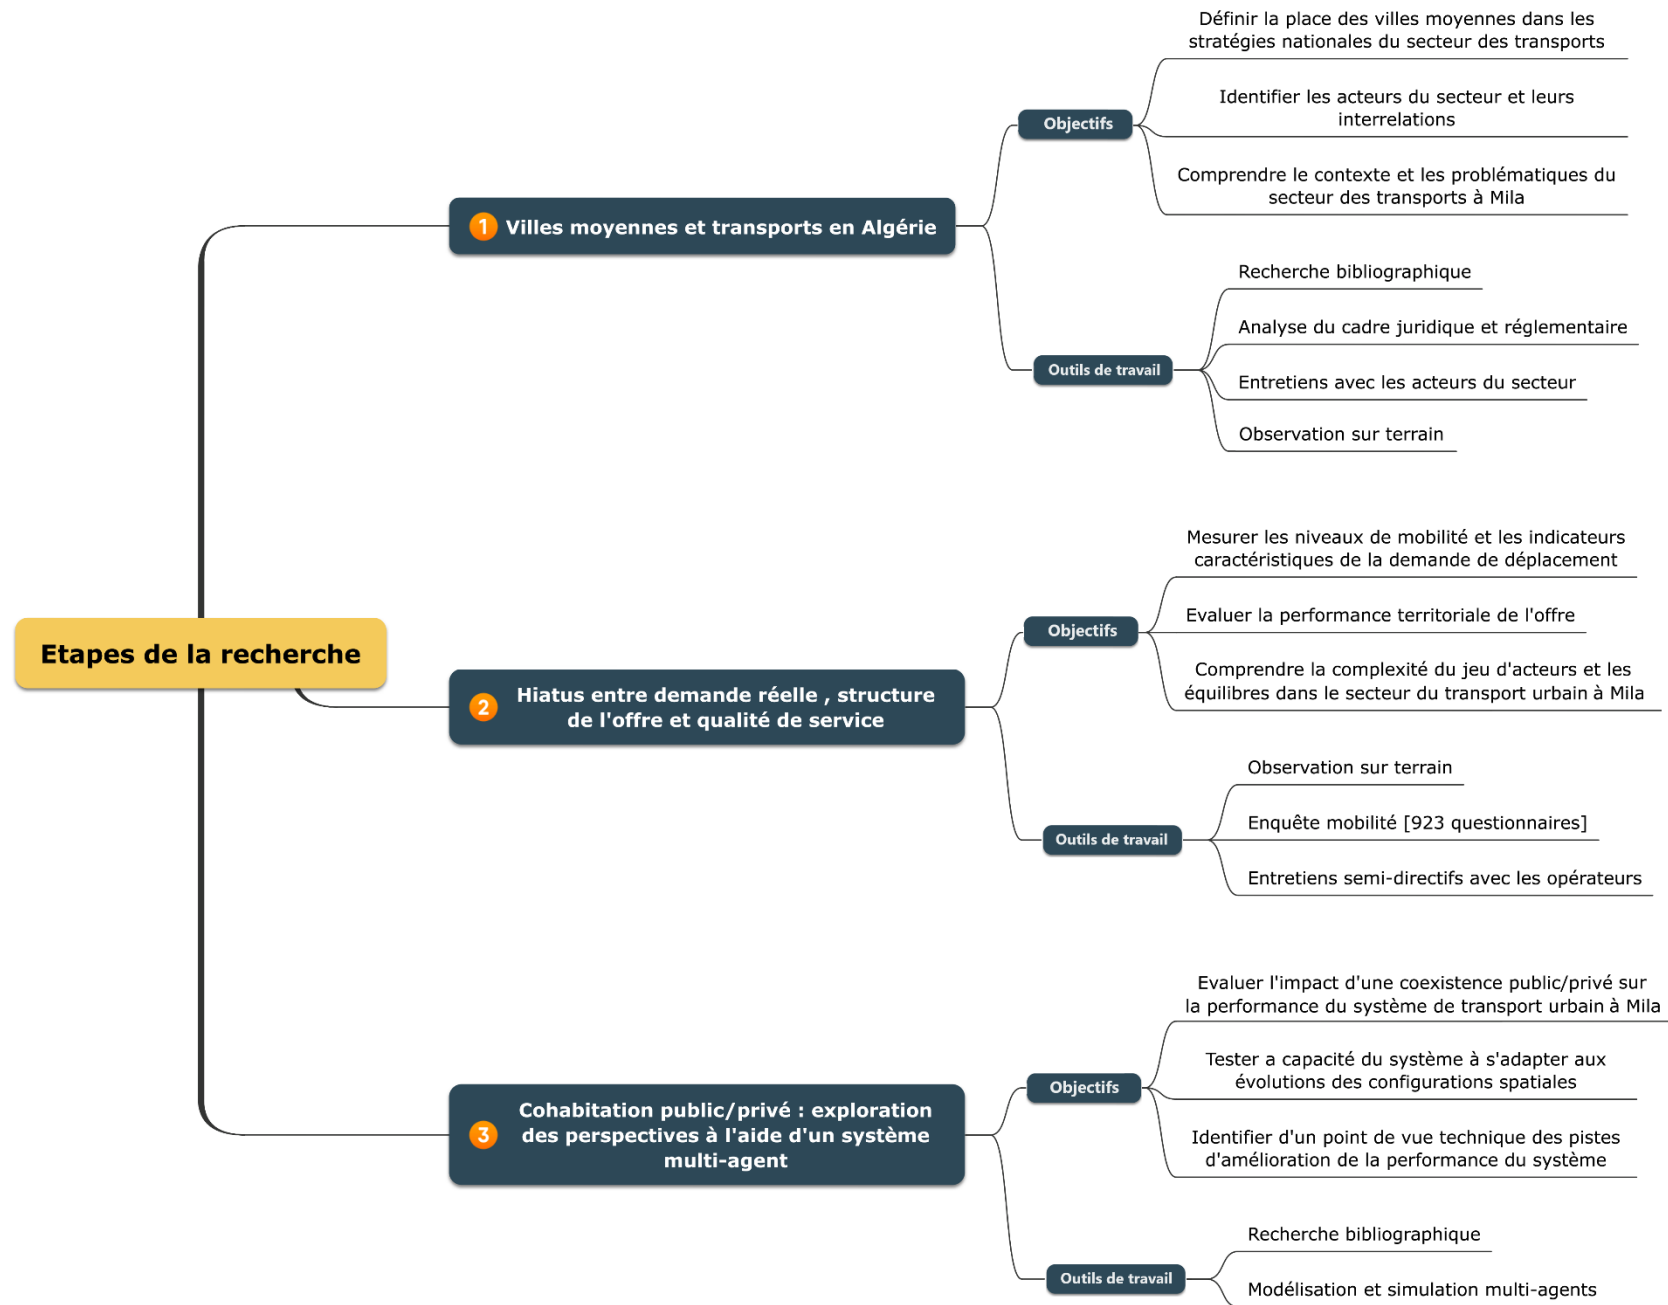 Etapes de la recherche
1
Villes moyennes et transports en Algérie
Objectifs
Définir la place des villes moyennes dans les
stratégies nationales du secteur des transports
Identifier les acteurs du secteur et leurs
interrelations
Comprendre le contexte et les problématiques du
secteur des transports à Mila
Outils de travail
Recherche bibliographique
Analyse du cadre juridique et réglementaire
Entretiens avec les acteurs du secteur
Observation sur terrain
2
Hiatus entre demande réelle , structure
de l'offre et qualité de service
Objectifs
Mesurer les niveaux de mobilité et les indicateurs
caractéristiques de la demande de déplacement
Evaluer la performance territoriale de l'offre
Comprendre la complexité du jeu d'acteurs et les
équilibres dans le secteur du transport urbain à Mila
Outils de travail
Observation sur terrain
Enquête mobilité [923 questionnaires]
Entretiens semi-directifs avec les opérateurs
3
Cohabitation public/privé : exploration
des perspectives à l'aide d'un système
multi-agent
Objectifs
Evaluer l'impact d'une coexistence public/privé sur
la performance du système de transport urbain à Mila
Tester a capacité du système à s'adapter aux
évolutions des configurations spatiales
Identifier d'un point de vue technique des pistes
d'amélioration de la performance du système
Outils de travail
Recherche bibliographique
Modélisation et simulation multi-agents